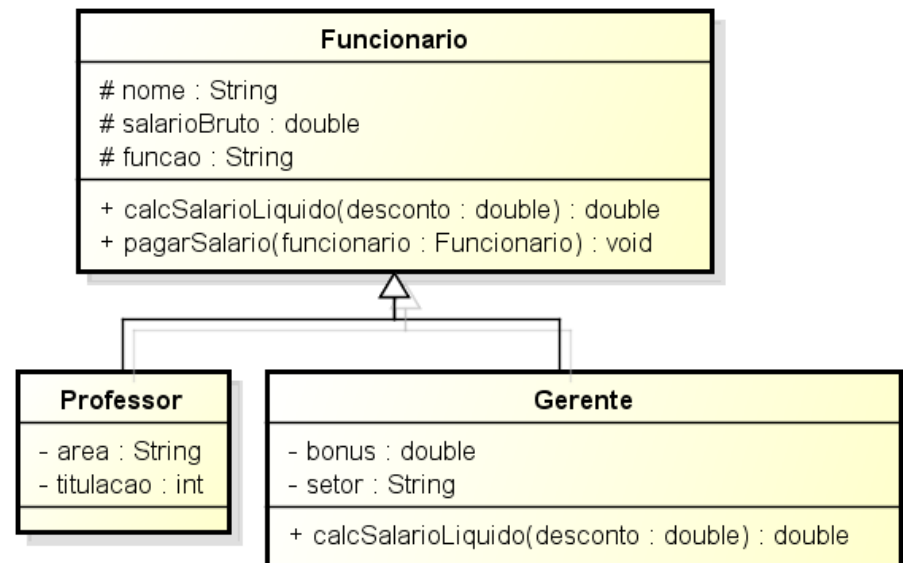 Funcionario
# nome : String
# salarioBruto : double
# funcao : String
+ calcSalarioLiquido(desconto : double) : double
+ pagarSalario(funcionario : Funcionario) : void
Professor
- area : String
- titulacao : int
Gerente
- bonus : double
- setor : String
+ calcSalarioLiquido(desconto : double) : double